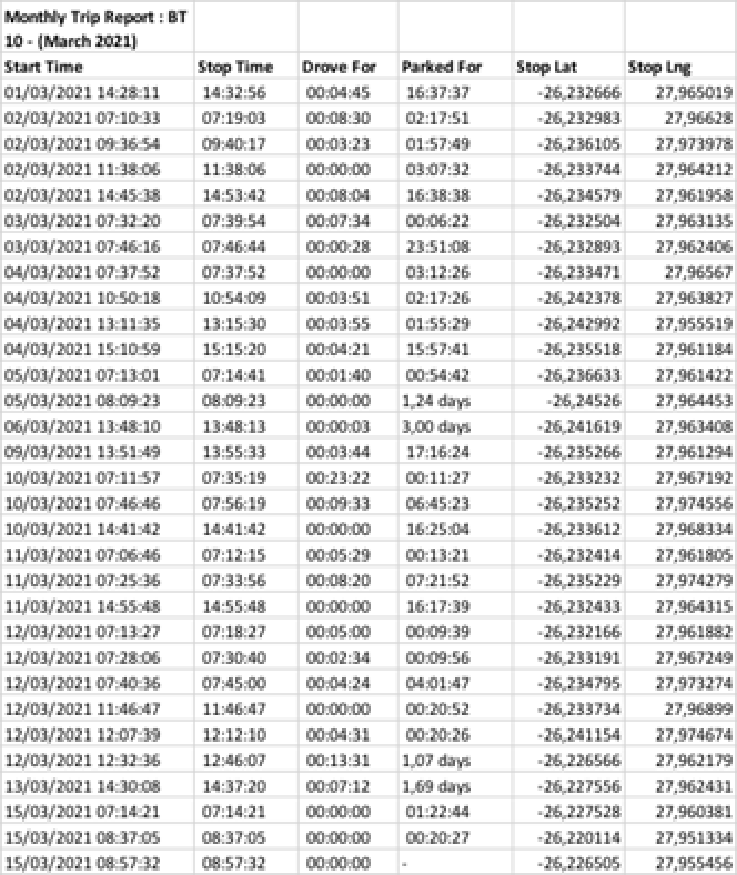 Monthly Trip Report : BT
10 - (March 2021)
Start Time Stop Time Drove For Parked For Stop Lat Stop Lng
01/03/2021 14:28:11 14:32:56 00:04:45 16:37:37 -26,232666 27,965019
02/03/2021 07:10:33 07:19:03 00:08:30 02:17:51 -26,232983 27,96628
02/03/2021 09:36:54 09:40:17 00:03:23 01:57:49 -26,236105 27,973978
02/03/2021 11:38:06 11:38:06 00:00:00 03:07:32 -26,233744 27,964212
02/03/2021 14:45:38 14:53:42 00:08:04 16:38:38 -26,234579 27,961958
03/03/2021 07:32:20 07:39:54 00:07:34 00:06:22 -26,232504 27,963135
03/03/2021 07:46:16 07:46:44 00:00:28 23:51:08 -26,232893 27,962406
04/03/2021 07:37:52 07:37:52 00:00:00 03:12:26 -26,233471 27,96567
04/03/2021 10:50:18 10:54:09 00:03:51 02:17:26 -26,242378 27,963827
04/03/2021 13:11:35 13:15:30 00:03:55 01:55:29 -26,242992 27,955519
04/03/2021 15:10:59 15:15:20 00:04:21 15:57:41 -26,235518 27,961184
05/03/2021 07:13:01 07:14:41 00:01:40 00:54:42 -26,236633 27,961422
05/03/2021 08:09:23 08:09:23 00:00:00 1,24 days -26,24526 27,964453
06/03/2021 13:48:10 13:48:13 00:00:03 3,00 days -26,241619 27,963408
09/03/2021 13:51:49 13:55:33 00:03:44 17:16:24 -26,235266 27,961294
10/03/2021 07:11:57 07:35:19 00:23:22 00:11:27 -26,233232 27,967192
10/03/2021 07:46:46 07:56:19 00:09:33 06:45:23 -26,235252 27,974556
10/03/2021 14:41:42 14:41:42 00:00:00 16:25:04 -26,233612 27,968334
11/03/2021 07:06:46 07:12:15 00:05:29 00:13:21 -26,232414 27,961805
11/03/2021 07:25:36 07:33:56 00:08:20 07:21:52 -26,235229 27,974279
11/03/2021 14:55:48 14:55:48 00:00:00 16:17:39 -26,232433 27,964315
12/03/2021 07:13:27 07:18:27 00:05:00 00:09:39 -26,232166 27,961882
12/03/2021 07:28:06 07:30:40 00:02:34 00:09:56 -26,233191 27,967249
12/03/2021 07:40:36 07:45:00 00:04:24 04:01:47 -26,234795 27,973274
12/03/2021 11:46:47 11:46:47 00:00:00 00:20:52 -26,233734 27,96899
12/03/2021 12:07:39 12:12:10 00:04:31 00:20:26 -26,241154 27,974674
12/03/2021 12:32:36 12:46:07 00:13:31 1,07 days -26,226566 27,962179
13/03/2021 14:30:08 14:37:20 00:07:12 1,69 days -26,227556 27,962431
15/03/2021 07:14:21 07:14:21 00:00:00 01:22:44 -26,227528 27,960381
15/03/2021 08:37:05 08:37:05 00:00:00 00:20:27 -26,220114 27,951334
15/03/2021 08:57:32 08:57:32 00:00:00 - -26,226505 27,955456